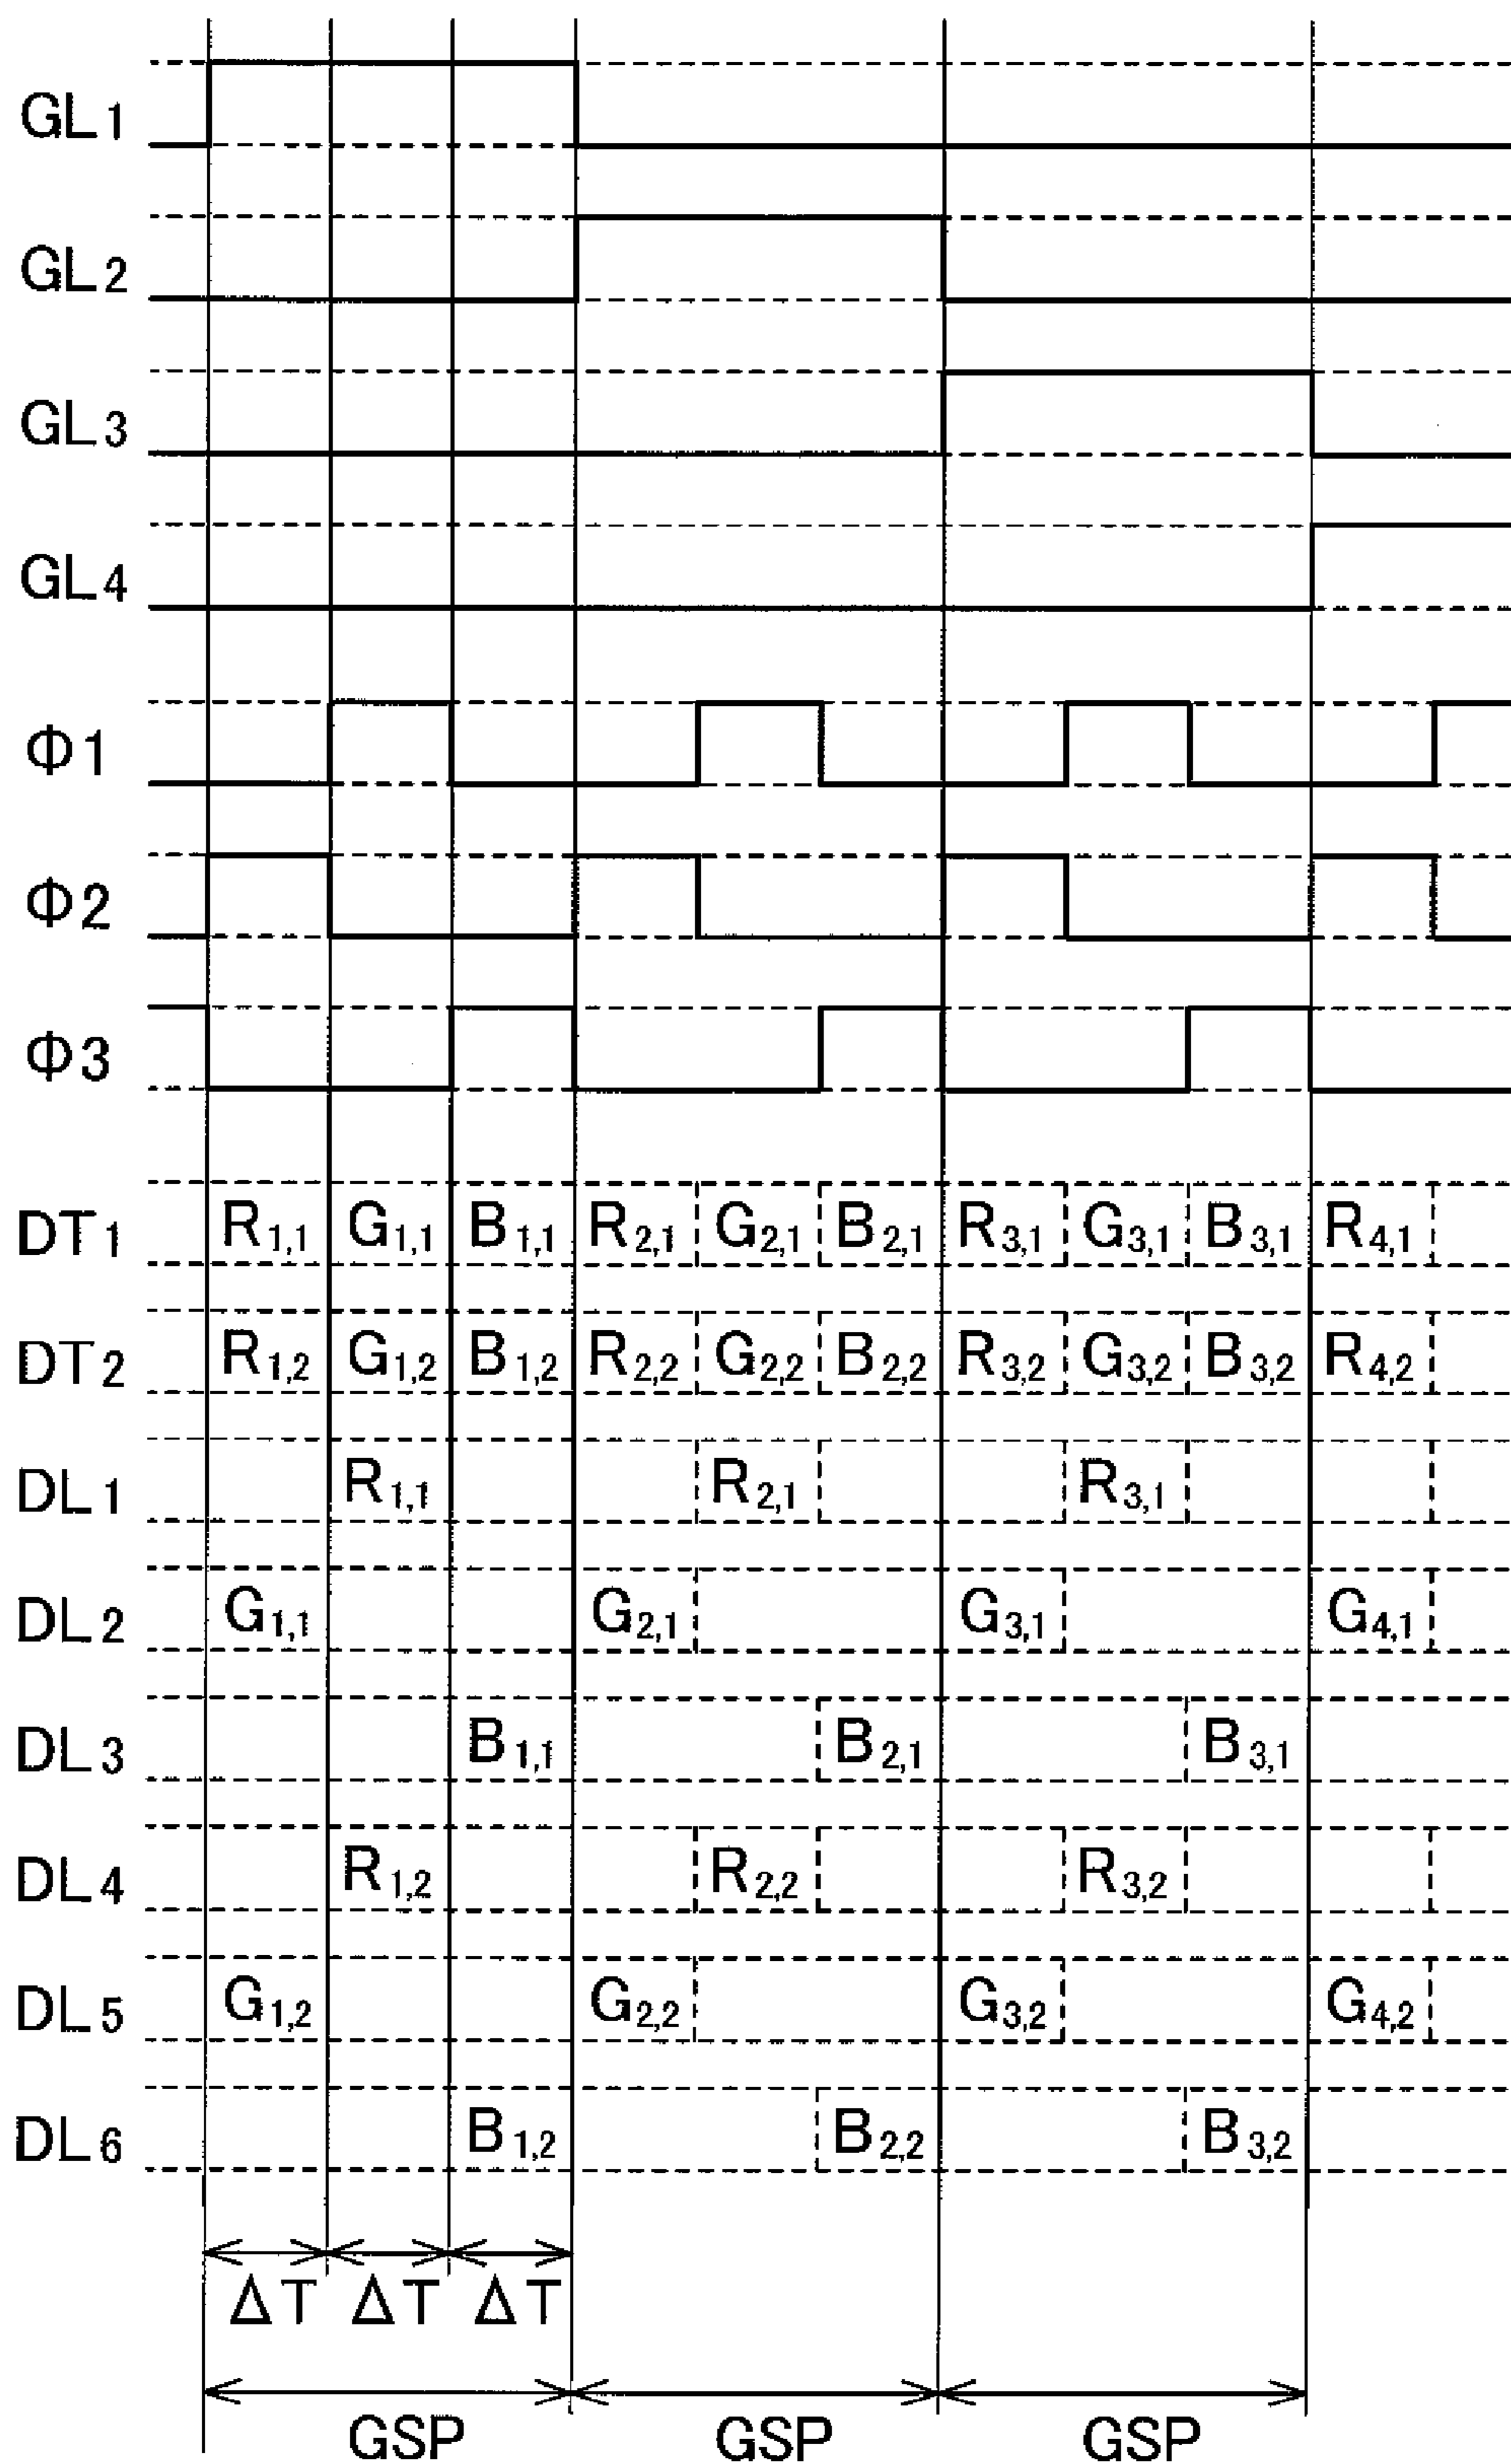 GL1
GL2
GL3
GL4
Φ1
Φ2
Φ3
DT1 R1,1 G1,1 B1,1 R2,1 G2,1 B2,1 R3,1 G3,1 B3,1 R4,1
DT2 R1,2 G1,2 B1,2 R2,2 G2,2 B2,2 R3,2 G3,2 B3,2 R4,2
DL1 R1,1 R2,1 R3,1
DL2 G1,1 G2,1 G3,1 G4,1
DL3 B1,1 B2,1 B3,1
DL4 R1,2 R2,2 R3,2
DL5 G1,2 G2,2 G3,2 G4,2
DL6 B1,2 B2,2 B3,2
ΔT ΔT ΔT
GSP GSP GSP